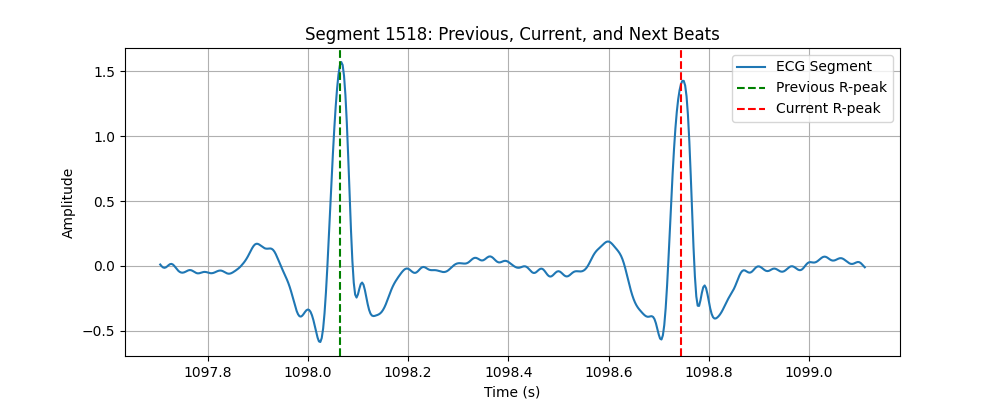 Segment 1518: Previous, Current, and Next Beats
ECG Segment
Previous R-peak
Current R-peak
Amplitude
1.5
1.0
0.5
0.0
−0.5
1097.8 1098.0 1098.2 1098.4 1098.6 1098.8 1099.0
Time (s)